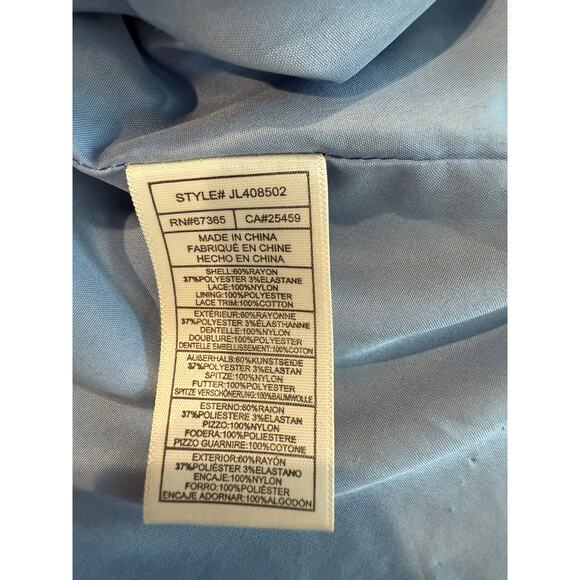 STYLE# JL408502
RN#67365 CA#25459
MADE IN CHINA
FABRIQUÉ EN CHINE
HECHO EN CHINA
SHELL:60%RAYON
37%POLYESTER 3%ELASTANE
LACE:100%NYLON
LINING:100%POLYESTER
LACE TRIM:100%COTTON
EXTÉRIEUR:60%RAYONNE
37%POLYESTER 3%ÉLASTHANNE
DENTELLE:100%NYLON
DOUBLURE:100%POLYESTER
DENTELLE EMBELLISSEMENT:100%COTON
AUßERHALB:60%KUNSTSEIDE
37%POLYESTER 3%ELASTAN
SPITZE:100%NYLON
FUTTER:100%POLYESTER
SPITZE VERSCHÖNERUNG:100%BAUMWOLLE
ESTERNO:60%RAION
37%POLIESTERE 3%ELASTAN
PIZZO:100%NYLON
FODERA:100%POLIESTERE
PIZZO GUARNIRE:100%COTONE
EXTERIOR:60%RAYÓN
37%POLIÉSTER 3%ELASTANO
ENCAJE:100%NYLON
FORRO:100%POLIÉSTER
ENCAJE ADORNAR:100%ALGODÓN